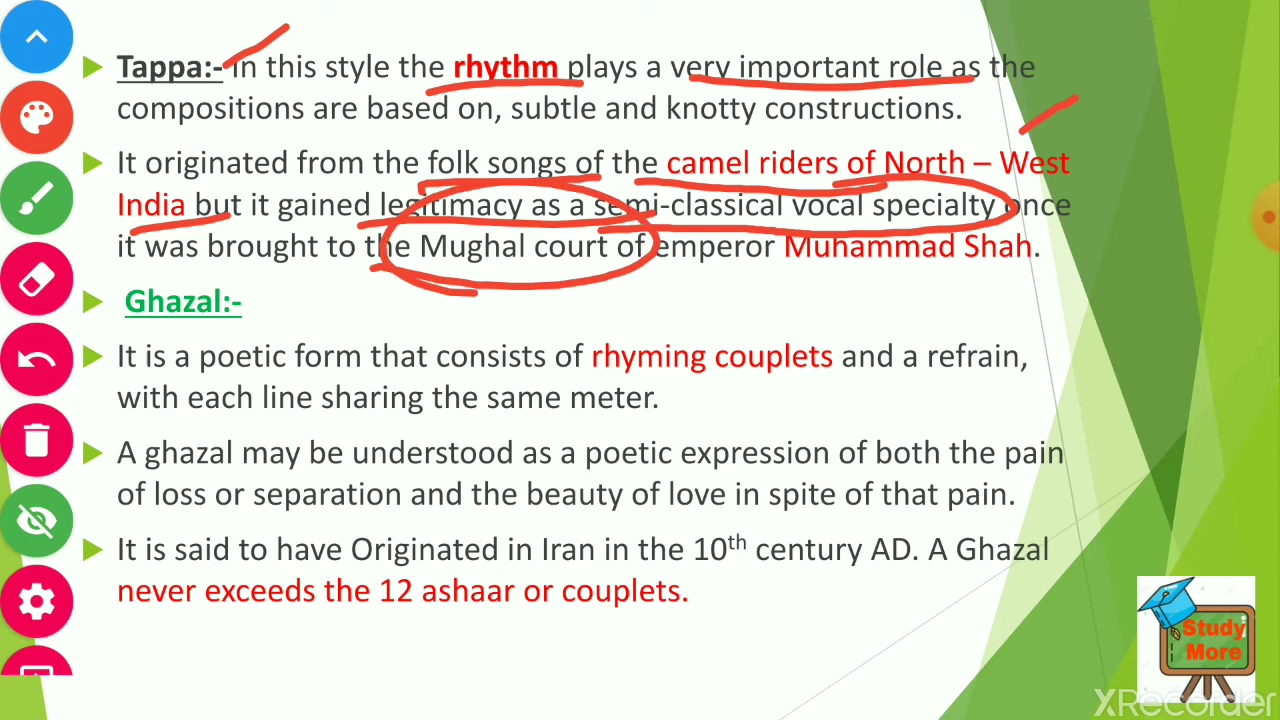 Tappa:- In this style the rhythm plays a very important role as the
compositions are based on, subtle and knotty constructions.
It originated from the folk songs of the camel riders of North – West
India but it gained legitimacy as a semi-classical vocal specialty once
it was brought to the Mughal court of emperor Muhammad Shah.
Ghazal:-
It is a poetic form that consists of rhyming couplets and a refrain,
with each line sharing the same meter.
A ghazal may be understood as a poetic expression of both the pain
of loss or separation and the beauty of love in spite of that pain.
It is said to have Originated in Iran in the 10th century AD. A Ghazal
never exceeds the 12 ashaar or couplets.
Study
More
XRecorder